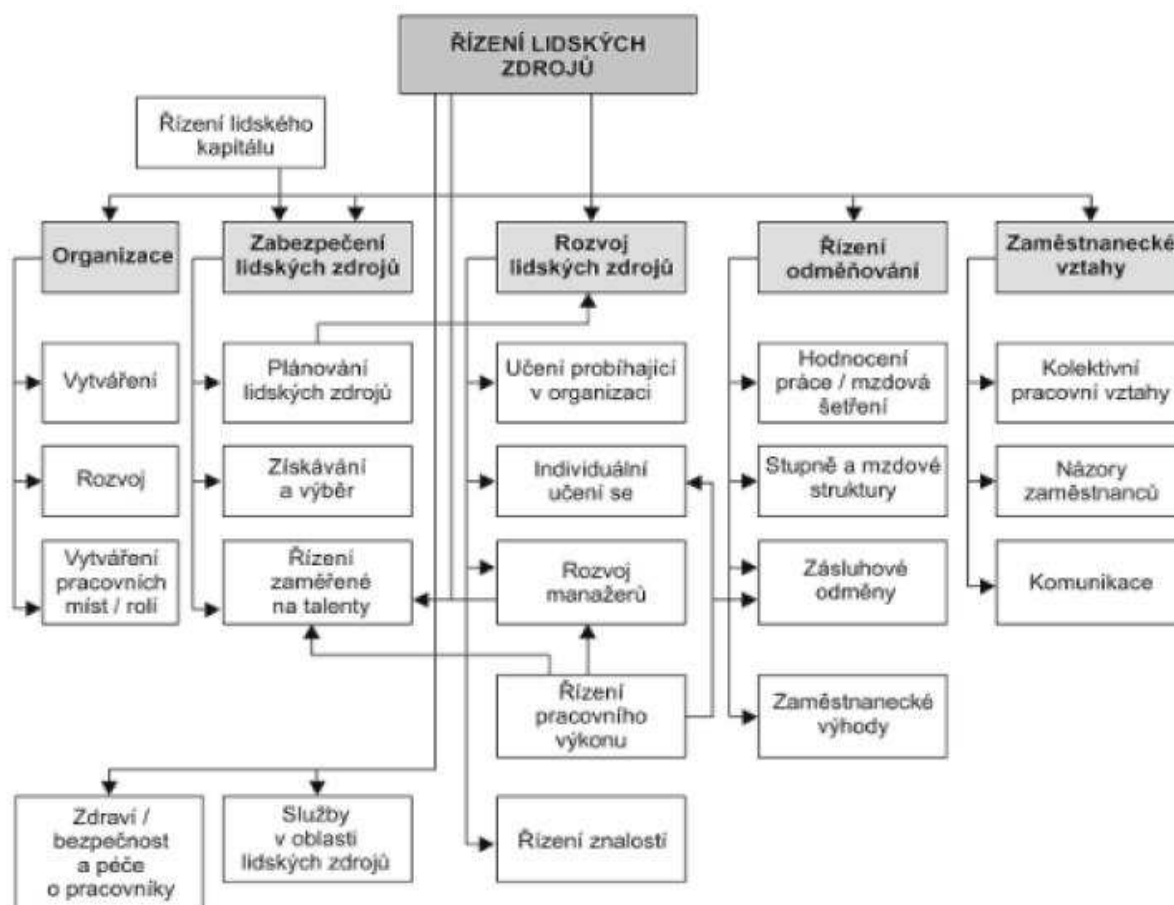 ŘÍZENÍ LIDSKÝCH
ZDROJŮ
Řízení lidského
kapitálu
Organizace
Zabezpečení
lidských zdrojů
Rozvoj
lidských zdrojů
Řízení
odměňování
Zaměstnanecké
vztahy
Vytváření
Plánování
lidských zdrojů
Učení probíhající
v organizaci
Hodnocení
práce / mzdová
šetření
Kolektivní
pracovní vztahy
Rozvoj
Získávání
a výběr
Individuální
učení se
Stupně a mzdové
struktury
Názory
zaměstnanců
Vytváření
pracovních
míst / rolí
Řízení
zaměřené
na talenty
Rozvoj
manažerů
Zásluhové
odměny
Komunikace
Řízení
pracovního
výkonu
Zaměstnanecké
výhody
Zdraví /
bezpečnost
a péče
o pracovníky
Služby
v oblasti
lidských zdrojů
Řízení znalostí